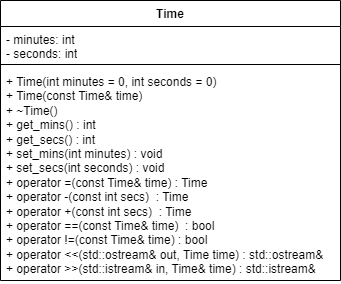 Time
- minutes: int
- seconds: int
+ Time(int minutes = 0, int seconds = 0)
+ Time(const Time& time)
+ ~Time()
+ get_mins() : int
+ get_secs() : int
+ set_mins(int minutes) : void
+ set_secs(int seconds) : void
+ operator =(const Time& time) : Time
+ operator -(const int secs) : Time
+ operator +(const int secs) : Time
+ operator ==(const Time& time) : bool
+ operator !=(const Time& time) : bool
+ operator <<(std::ostream& out, Time time) : std::ostream&
+ operator >>(std::istream& in, Time& time) : std::istream&